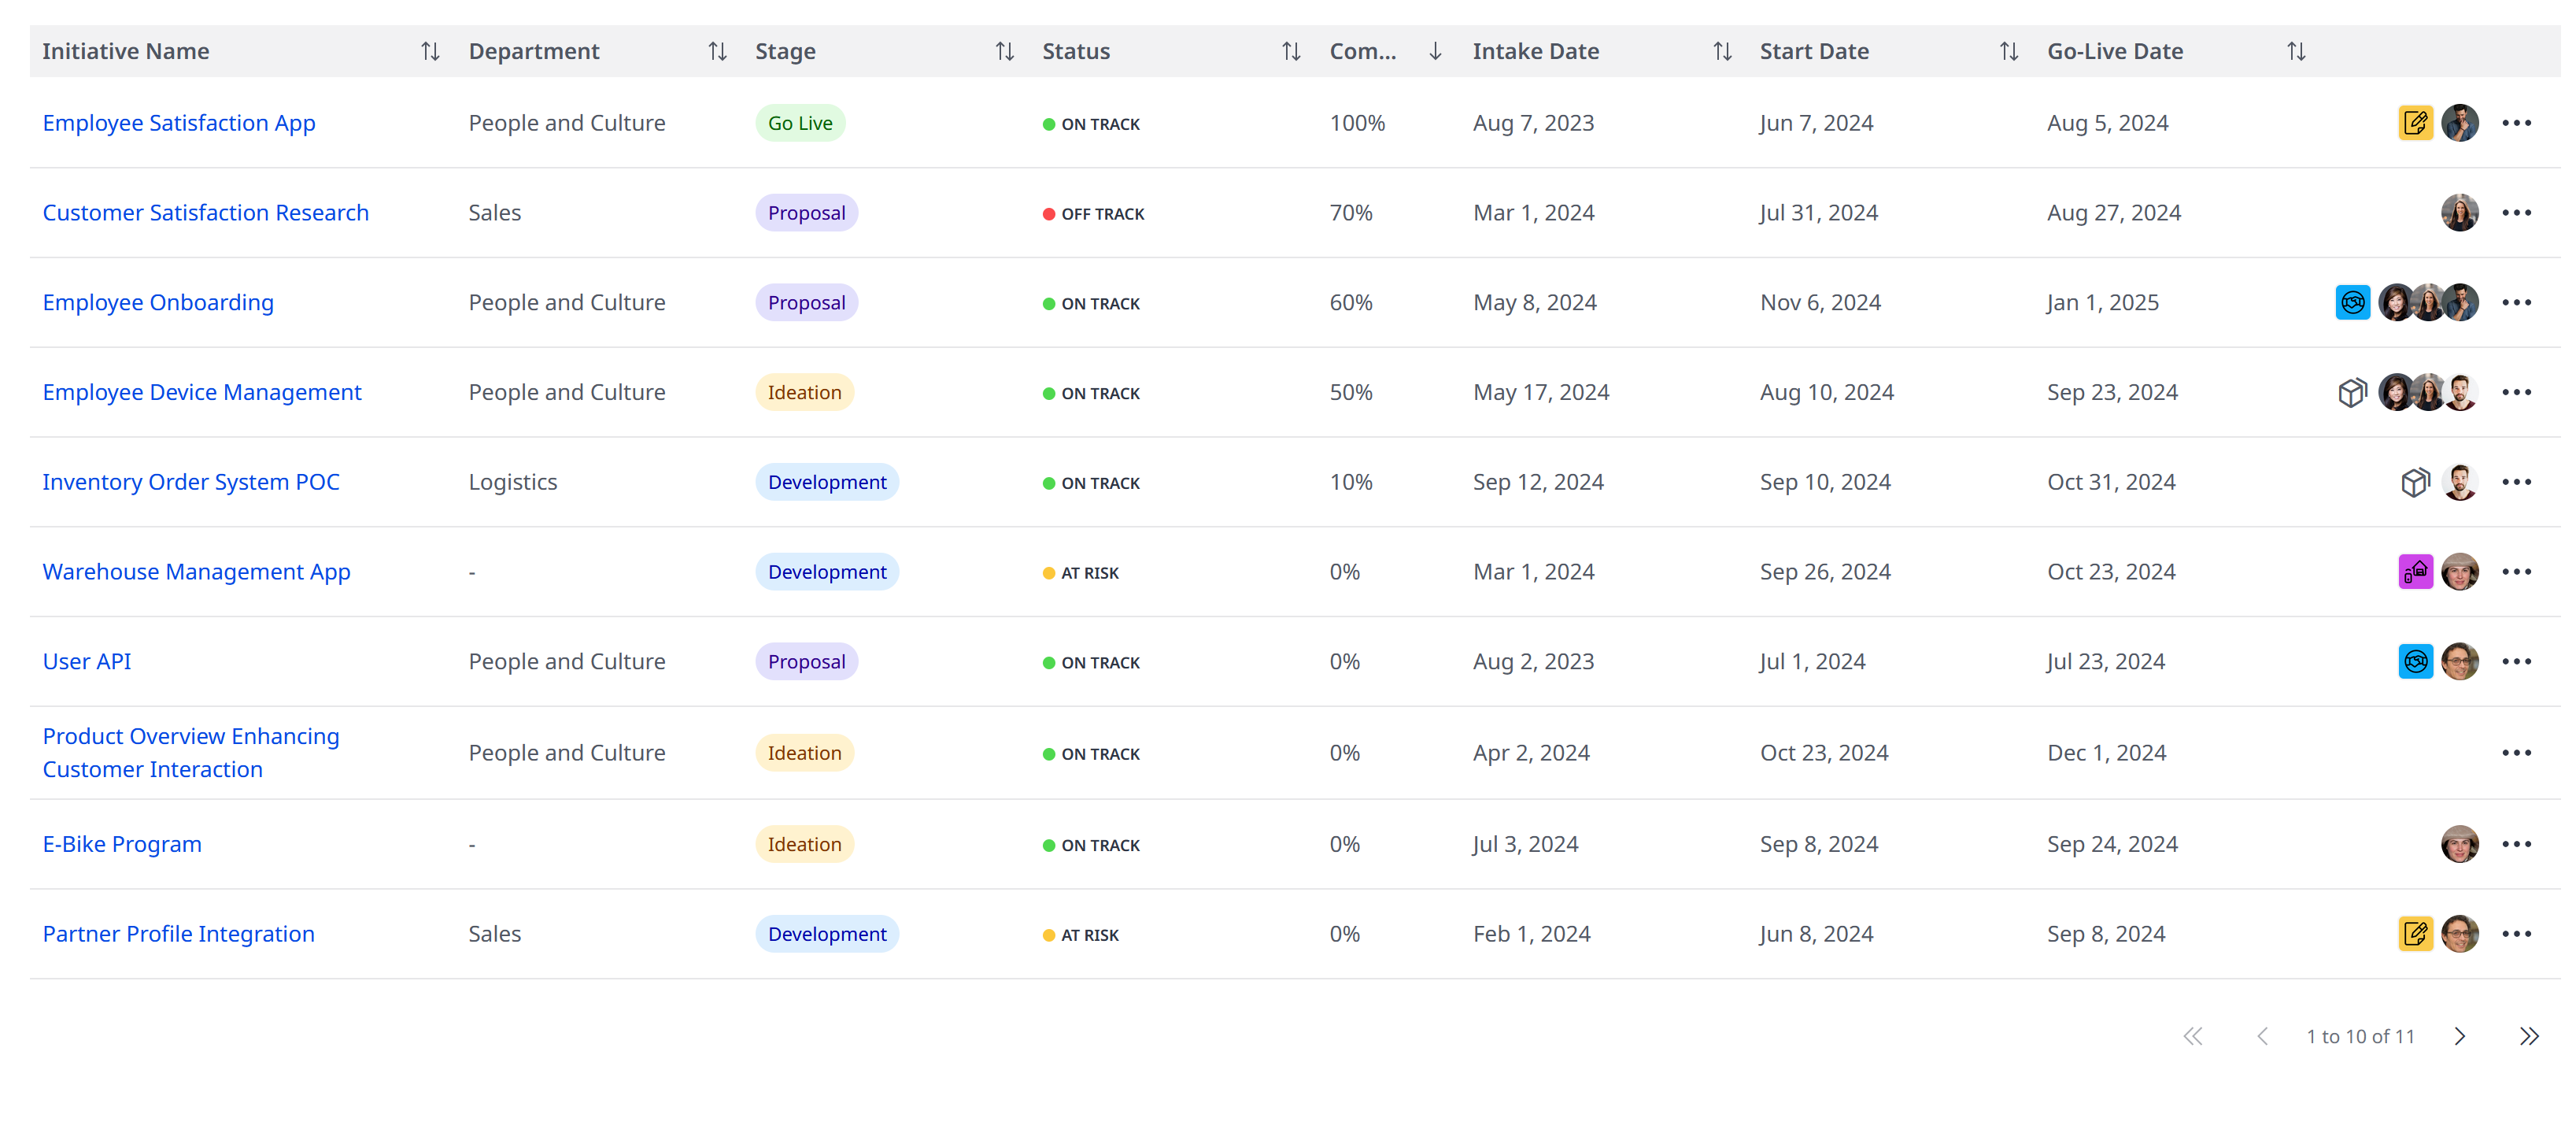 Initiative Name Department Stage Status Com... Intake Date Start Date Go-Live Date
Employee Satisfaction App People and Culture Go Live ON TRACK 100% Aug 7, 2023 Jun 7, 2024 Aug 5, 2024
Customer Satisfaction Research Sales Proposal OFF TRACK 70% Mar 1, 2024 Jul 31, 2024 Aug 27, 2024
Employee Onboarding People and Culture Proposal ON TRACK 60% May 8, 2024 Nov 6, 2024 Jan 1, 2025
Employee Device Management People and Culture Ideation ON TRACK 50% May 17, 2024 Aug 10, 2024 Sep 23, 2024
Inventory Order System POC Logistics Development ON TRACK 10% Sep 12, 2024 Sep 10, 2024 Oct 31, 2024
Warehouse Management App - Development AT RISK 0% Mar 1, 2024 Sep 26, 2024 Oct 23, 2024
User API People and Culture Proposal ON TRACK 0% Aug 2, 2023 Jul 1, 2024 Jul 23, 2024
Product Overview Enhancing
Customer Interaction People and Culture Ideation ON TRACK 0% Apr 2, 2024 Oct 23, 2024 Dec 1, 2024
E-Bike Program - Ideation ON TRACK 0% Jul 3, 2024 Sep 8, 2024 Sep 24, 2024
Partner Profile Integration Sales Development AT RISK 0% Feb 1, 2024 Jun 8, 2024 Sep 8, 2024
1 to 10 of 11